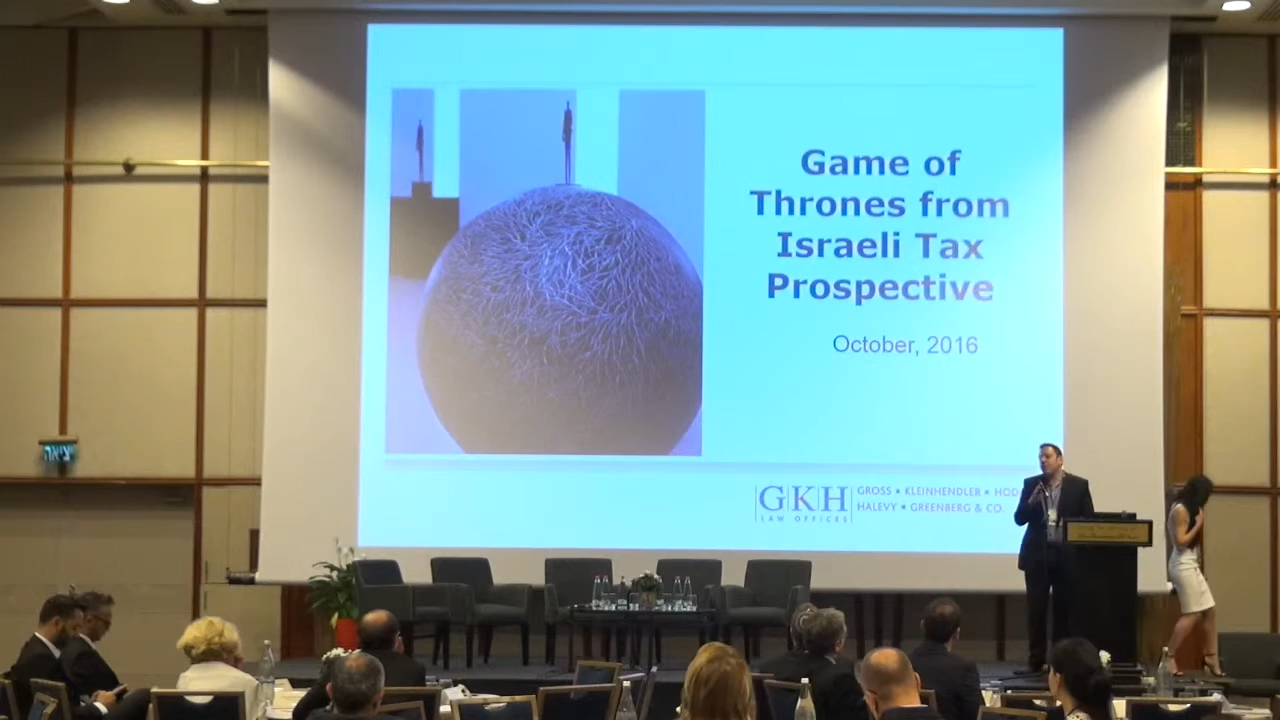 Game of
Thrones from
Israeli Tax
Prospective
October, 2016
GKH
LAW OFFICES
GROSS ▪ KLEINHENDLER ▪ HOD
HALEVY ▪ GREENBERG & CO.
יציאה